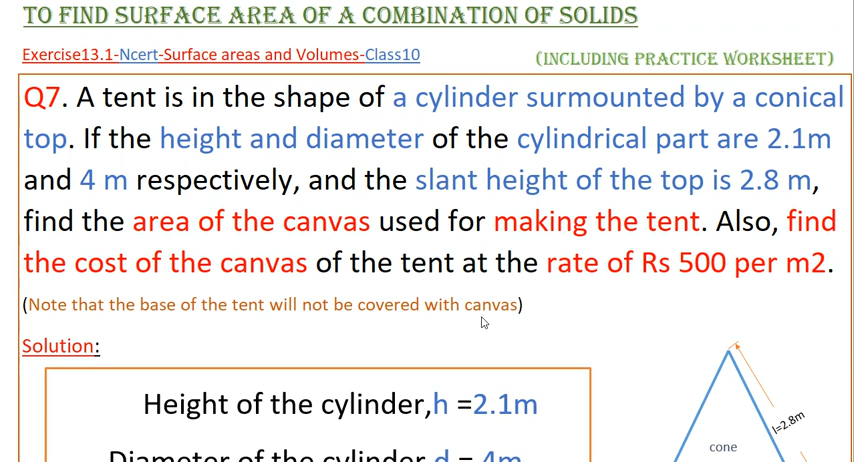 TO FIND SURFACE AREA OF A COMBINATION OF SOLIDS
Exercise13.1-Ncert-Surface areas and Volumes-Class10
(INCLUDING PRACTICE WORKSHEET)
Q7. A tent is in the shape of a cylinder surmounted by a conical
top. If the height and diameter of the cylindrical part are 2.1m
and 4 m respectively, and the slant height of the top is 2.8 m,
find the area of the canvas used for making the tent. Also, find
the cost of the canvas of the tent at the rate of Rs 500 per m2.
(Note that the base of the tent will not be covered with canvas)
Solution:
Height of the cylinder,h =2.1m
Diameter of the cylinder,d = 4m
l=2.8m
cone